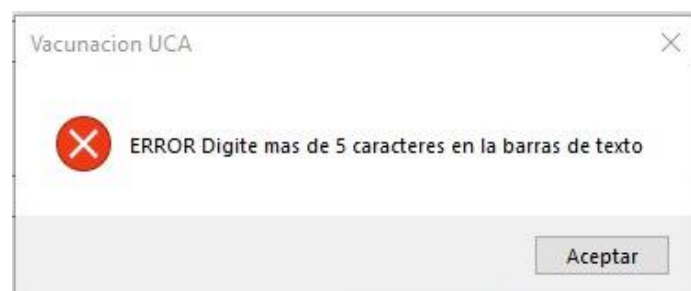 Vacunacion UCA
ERROR Digite mas de 5 caracteres en la barras de texto
Aceptar